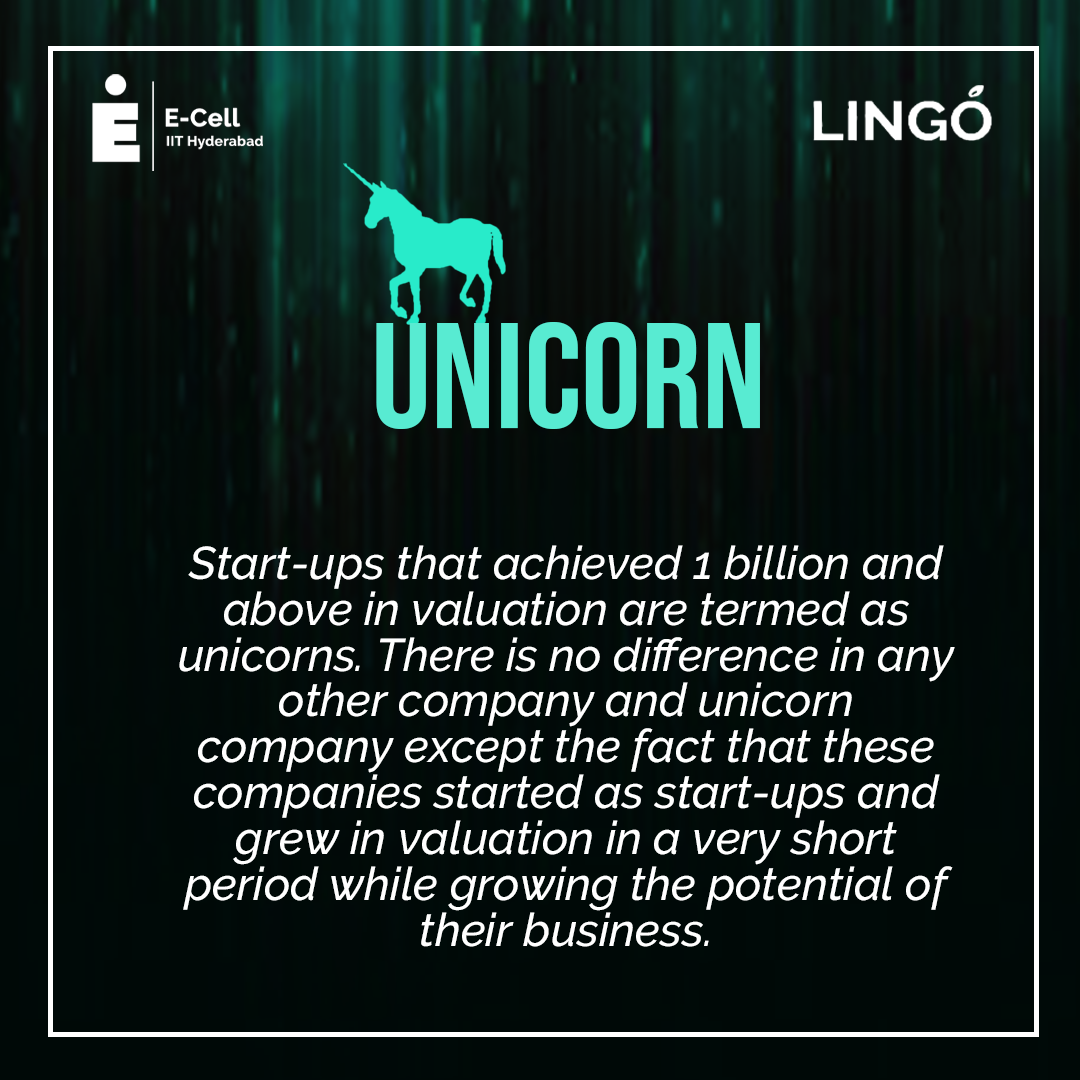 E-Cell
IIT Hyderabad
LINGÓ
UNICORN
Start-ups that achieved 1 billion and
above in valuation are termed as
unicorns. There is no difference in any
other company and unicorn
company except the fact that these
companies started as start-ups and
grew in valuation in a very short
period while growing the potential of
their business.